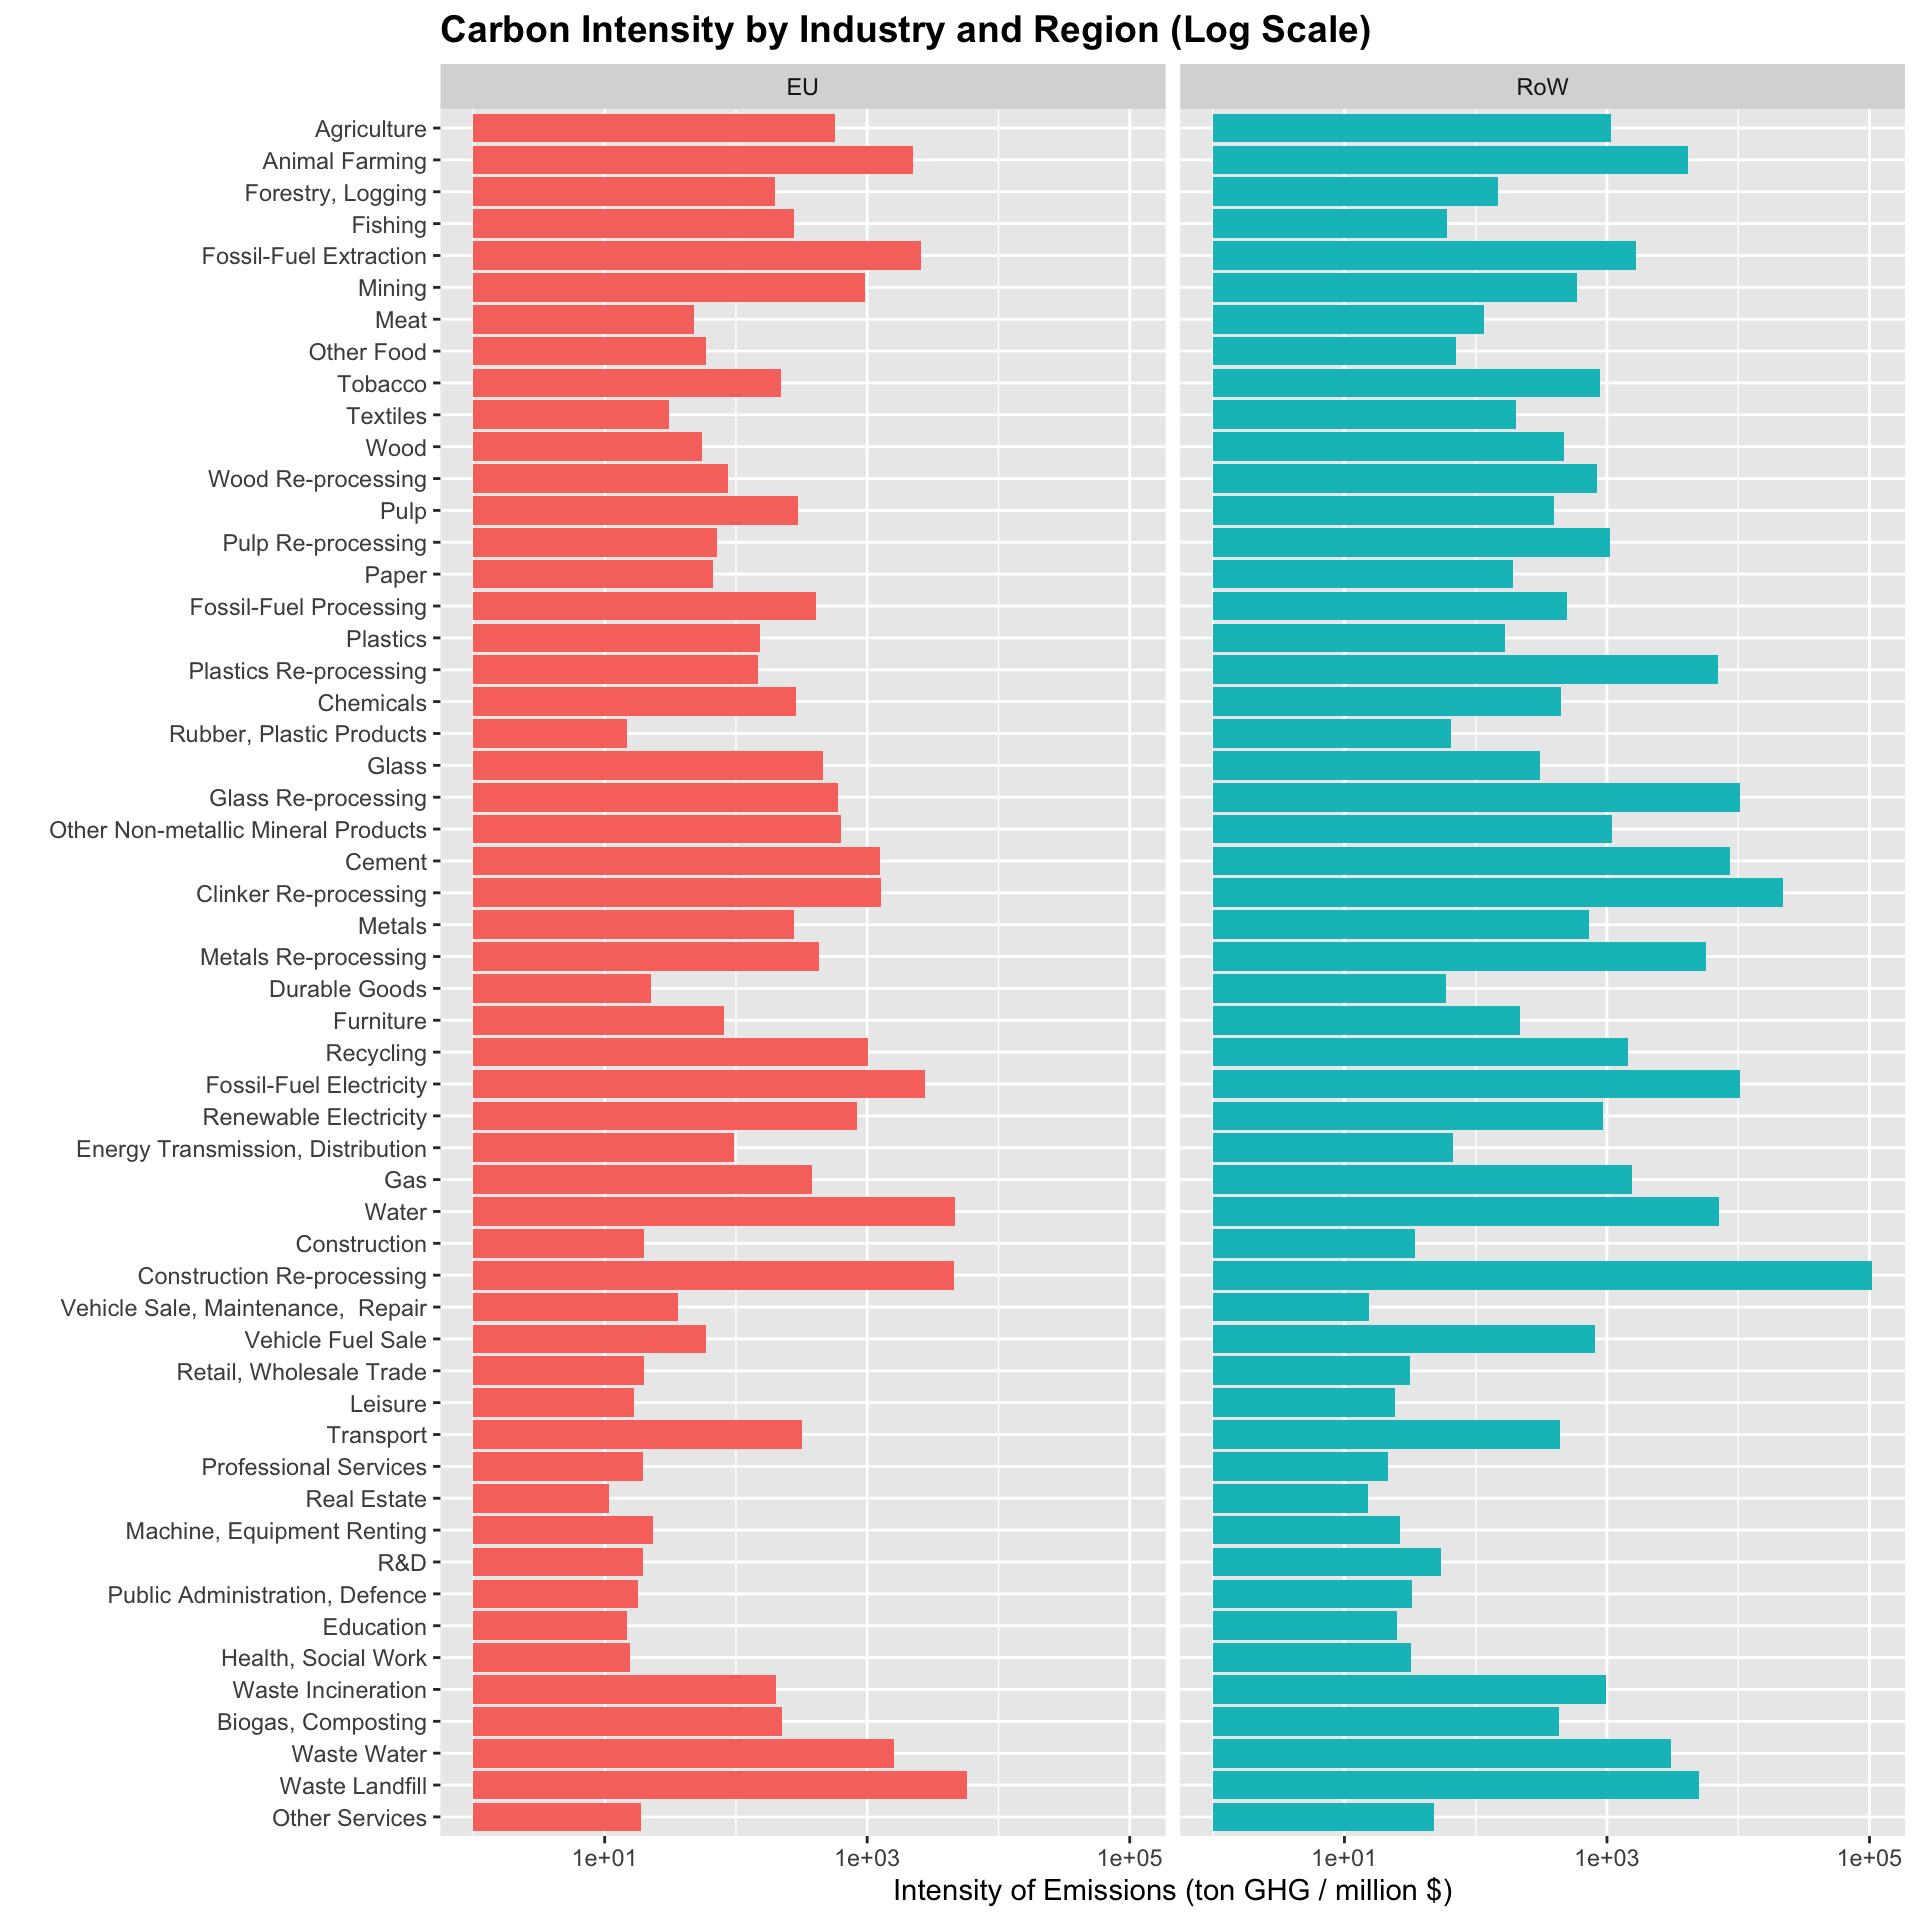 Carbon Intensity by Industry and Region (Log Scale)
EU
RoW
Agriculture
Animal Farming
Forestry, Logging
Fishing
Fossil-Fuel Extraction
Mining
Meat
Other Food
Tobacco
Textiles
Wood
Wood Re-processing
Pulp
Pulp Re-processing
Paper
Fossil-Fuel Processing
Plastics
Plastics Re-processing
Chemicals
Rubber, Plastic Products
Glass
Glass Re-processing
Other Non-metallic Mineral Products
Cement
Clinker Re-processing
Metals
Metals Re-processing
Durable Goods
Furniture
Recycling
Fossil-Fuel Electricity
Renewable Electricity
Energy Transmission, Distribution
Gas
Water
Construction
Construction Re-processing
Vehicle Sale, Maintenance,  Repair
Vehicle Fuel Sale
Retail, Wholesale Trade
Leisure
Transport
Professional Services
Real Estate
Machine, Equipment Renting
R&D
Public Administration, Defence
Education
Health, Social Work
Waste Incineration
Biogas, Composting
Waste Water
Waste Landfill
Other Services
1e+01 1e+03 1e+05 1e+01 1e+03 1e+05
Intensity of Emissions (ton GHG / million $)